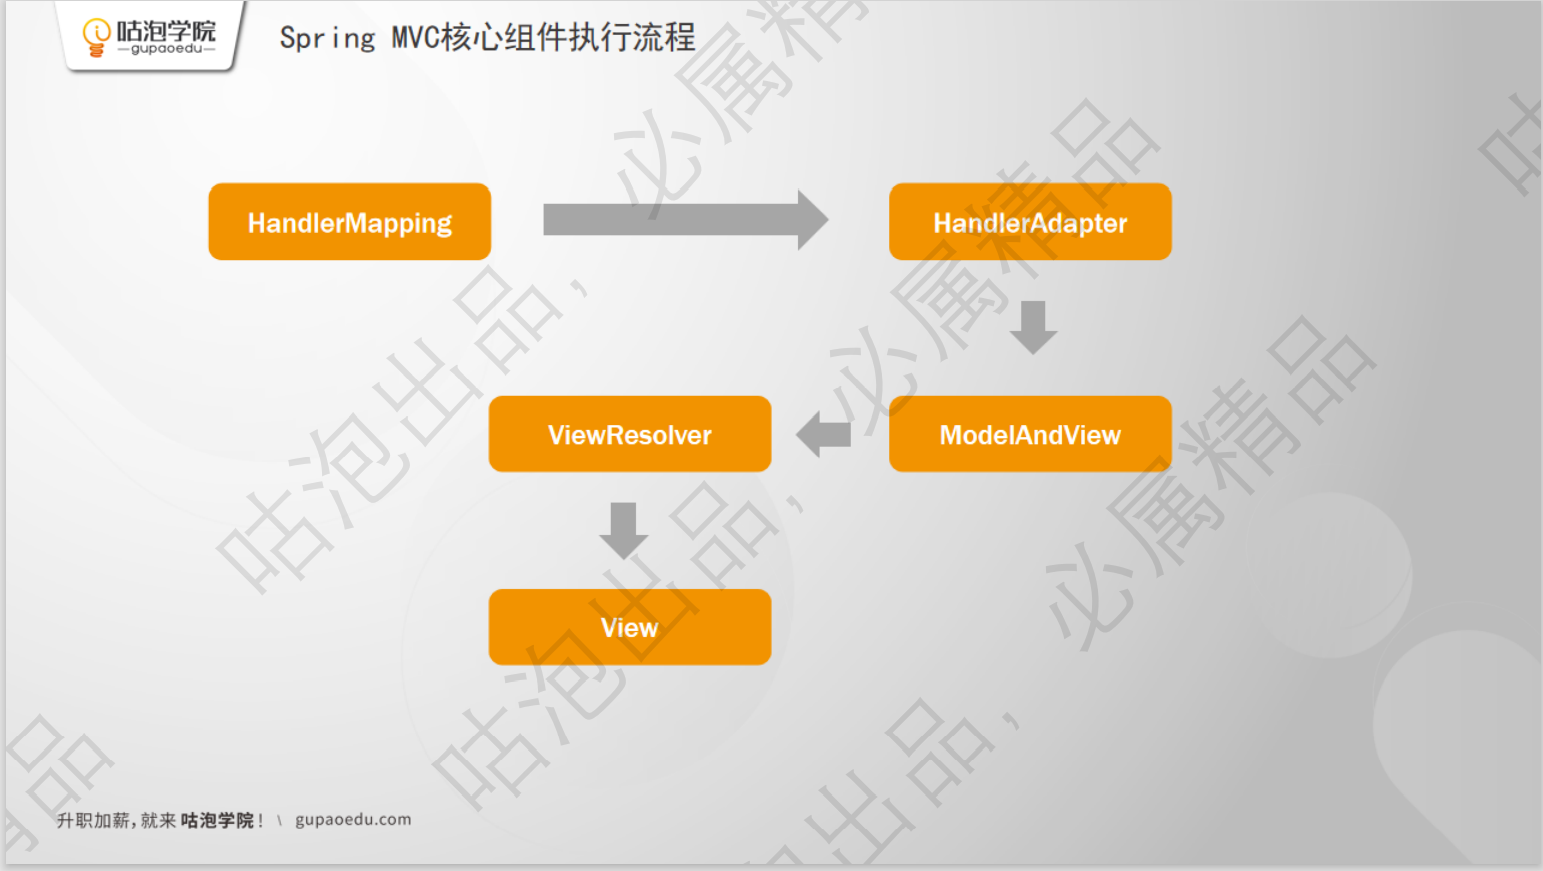 咕泡学院
gupaoedu
Spring MVC核心组件执行流程
HandlerMapping
HandlerAdapter
ViewResolver
ModelAndView
View
咕泡出品，必属精品
咕泡出品，必属精品
出品，必属精品
咕
品
升职加薪，就来 咕泡学院！ \ gupaoedu.com